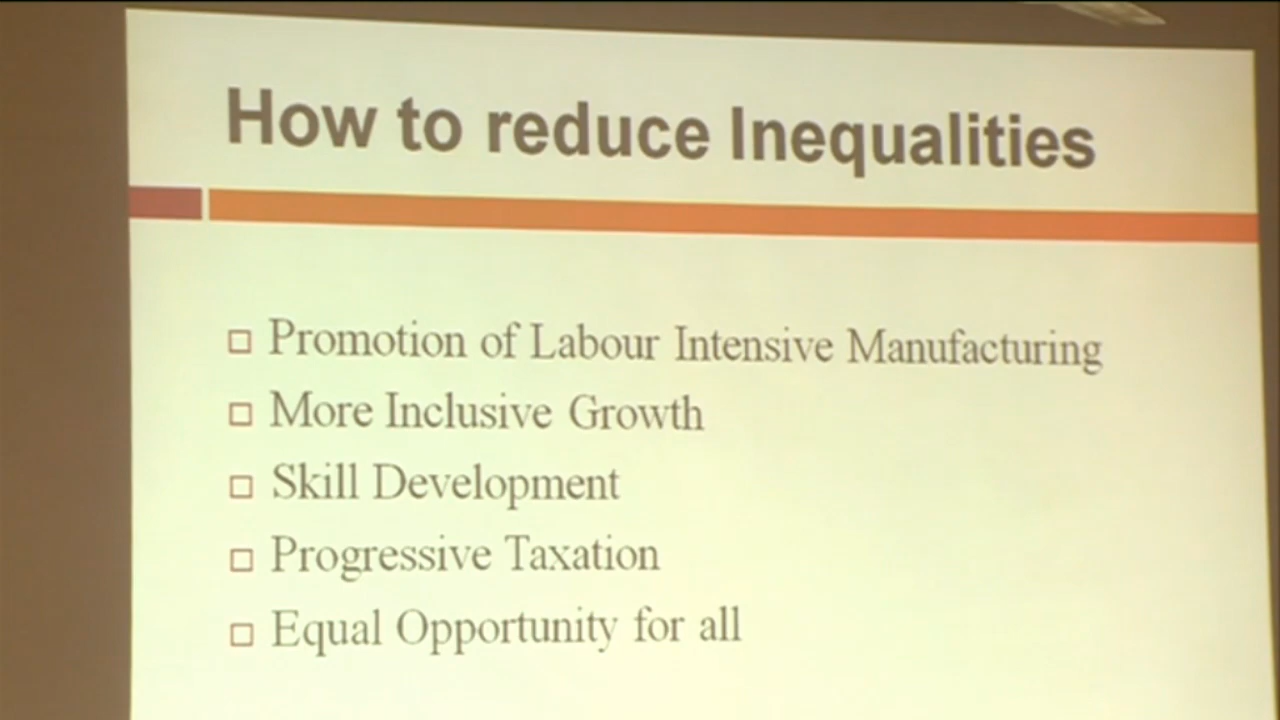 How to reduce Inequalities
Promotion of Labour Intensive Manufacturing
More Inclusive Growth
Skill Development
Progressive Taxation
Equal Opportunity for all